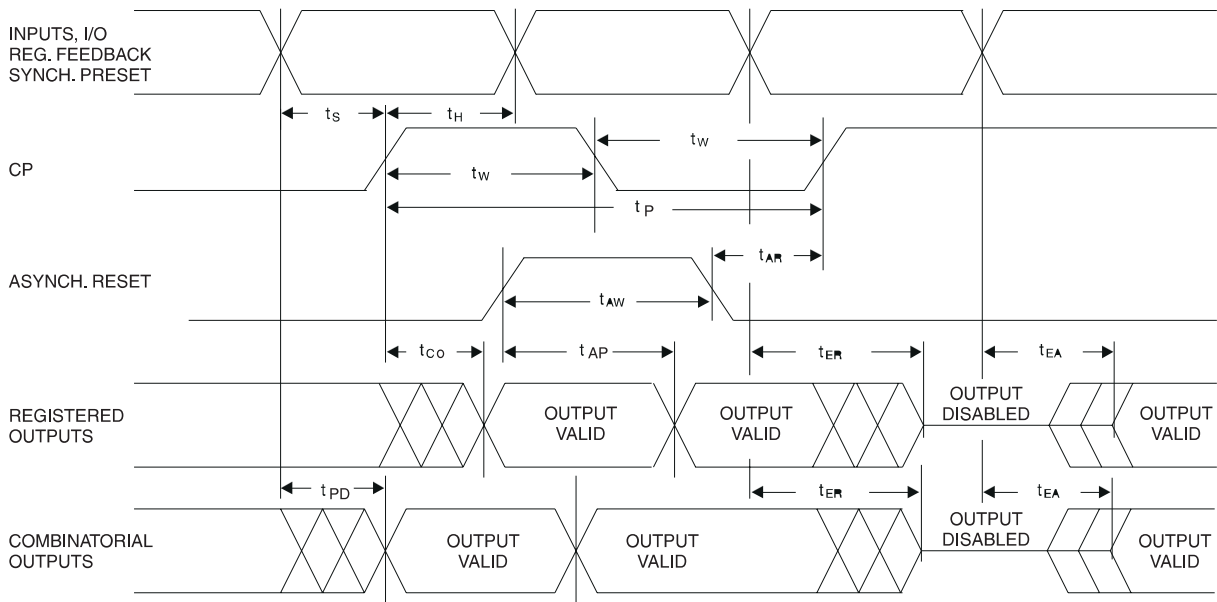 INPUTS, I/O
REG. FEEDBACK
SYNCH. PRESET
tS
tH
CP
tW
tW
tP
ASYNCH. RESET
tAR
tAW
tCO
tAP
tER
tEA
REGISTERED
OUTPUTS
OUTPUT
VALID
OUTPUT
VALID
OUTPUT
DISABLED
OUTPUT
VALID
tPD
tER
tEA
COMBINATORIAL
OUTPUTS
OUTPUT
VALID
OUTPUT
VALID
OUTPUT
DISABLED
OUTPUT
VALID